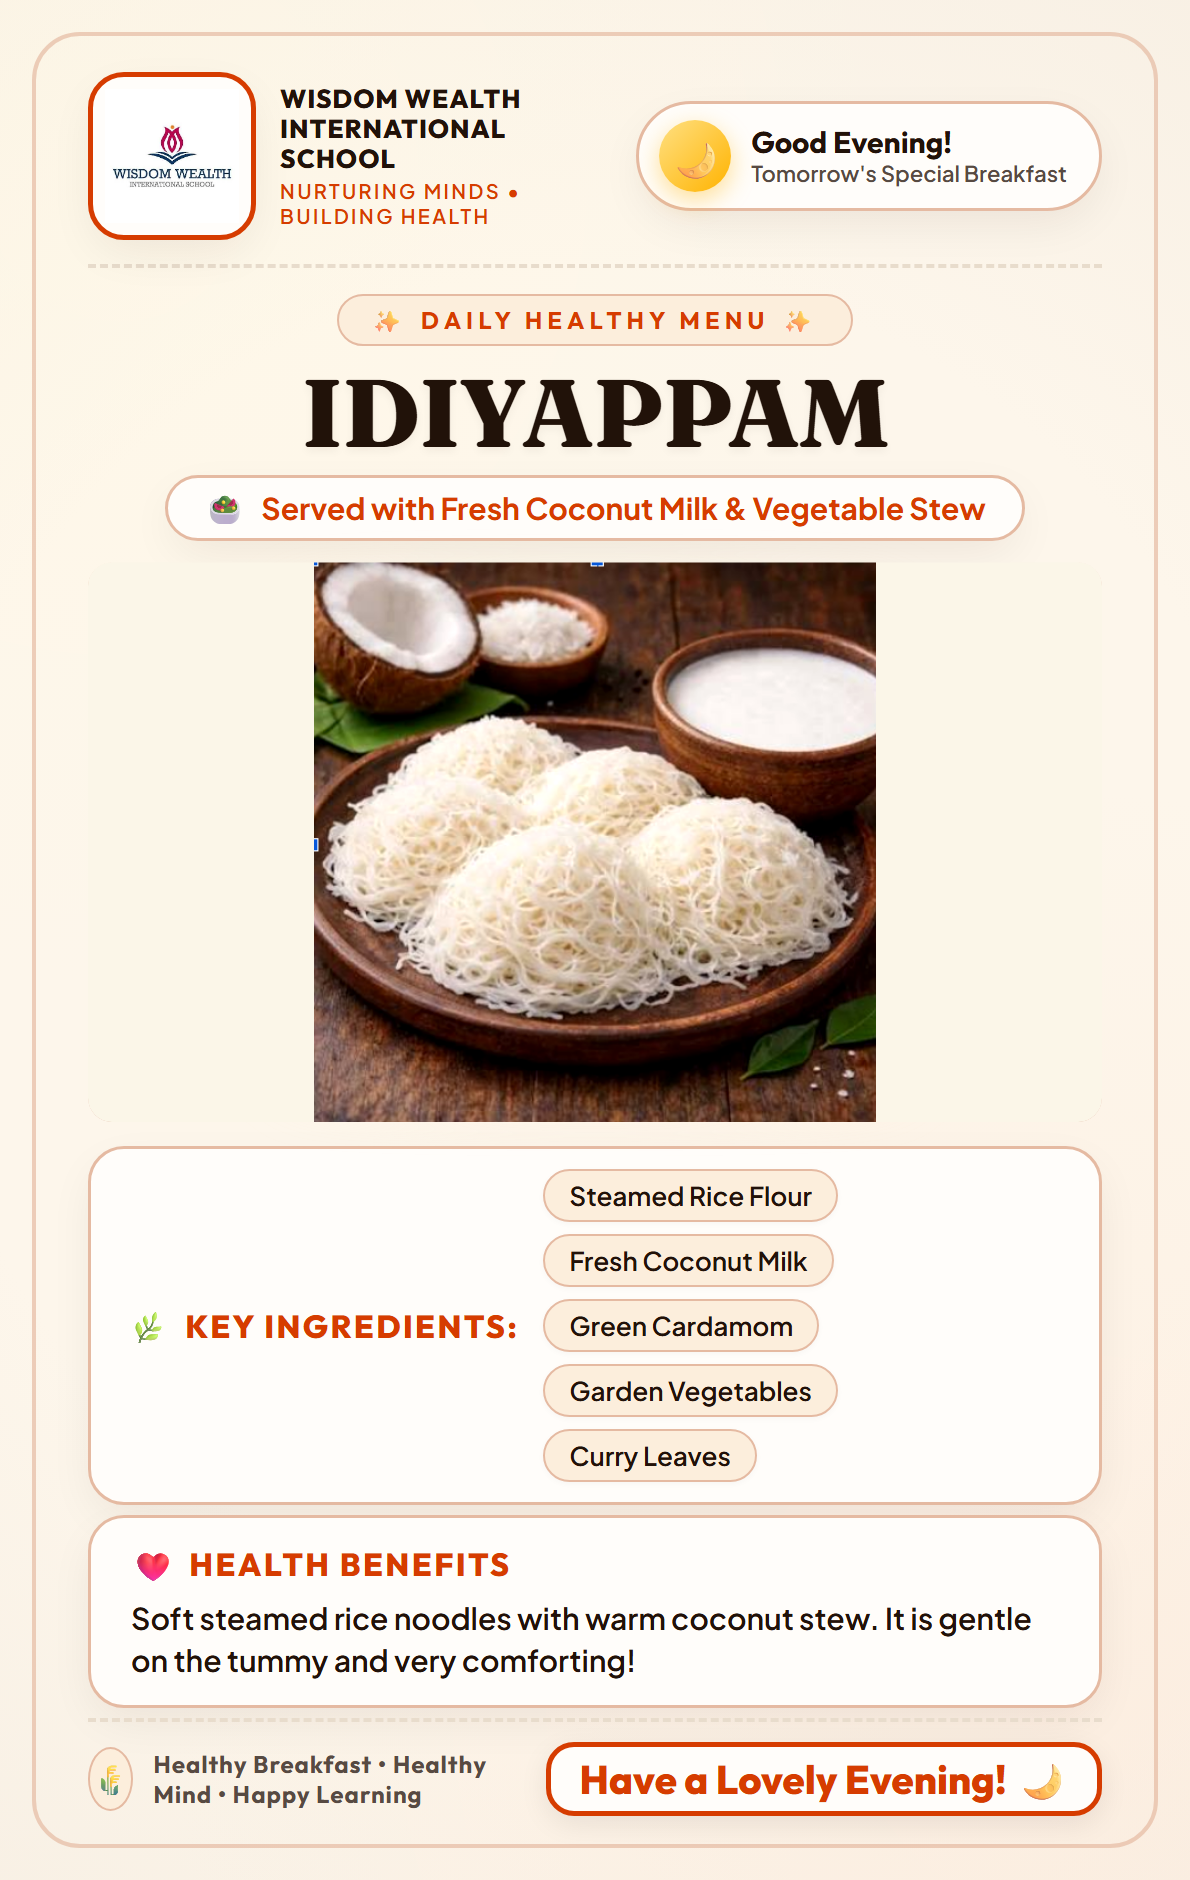 WISDOM WEALTH
INTERNATIONAL SCHOOL
WISDOM WEALTH
INTERNATIONAL
SCHOOL
NURTURING MINDS •
BUILDING HEALTH
Good Evening!
Tomorrow's Special Breakfast
DAILY HEALTHY MENU
IDIYAPPAM
Served with Fresh Coconut Milk & Vegetable Stew
KEY INGREDIENTS:
Steamed Rice Flour
Fresh Coconut Milk
Green Cardamom
Garden Vegetables
Curry Leaves
HEALTH BENEFITS
Soft steamed rice noodles with warm coconut stew. It is gentle
on the tummy and very comforting!
Healthy Breakfast • Healthy
Mind • Happy Learning
Have a Lovely Evening!